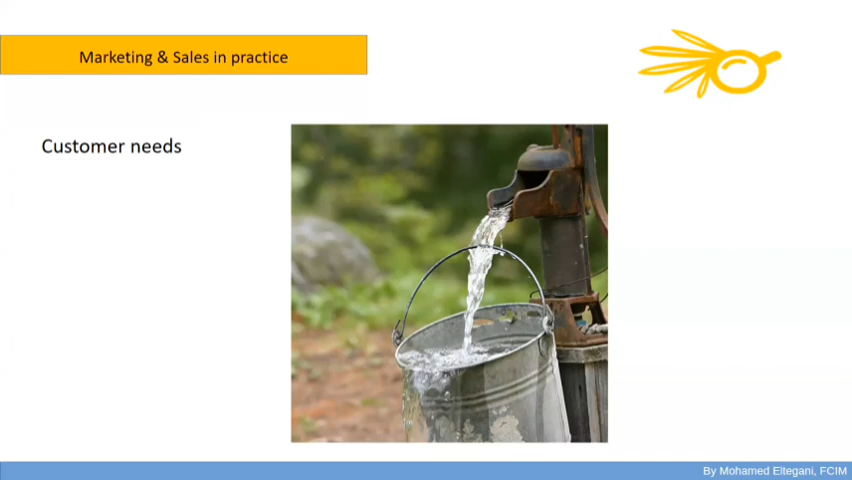 Marketing & Sales in practice
Customer needs
By Mohamed Eltegani, FCIM